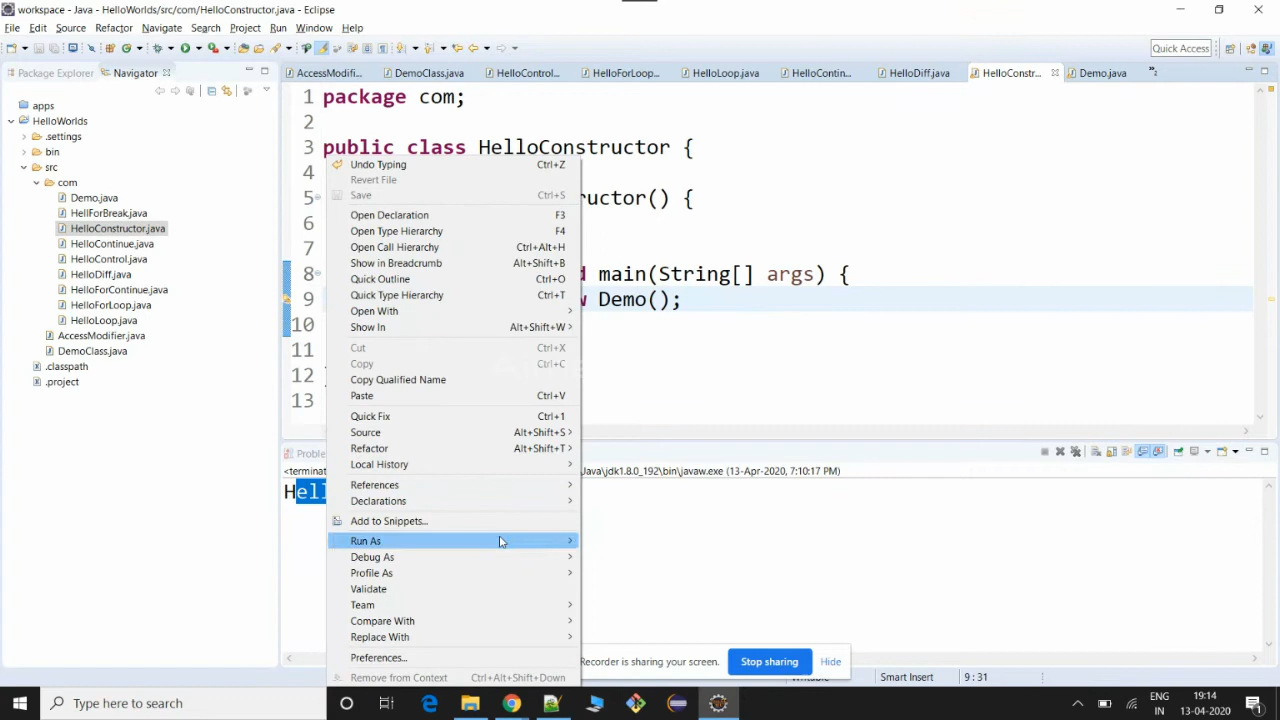 workspace - Java - HelloWorlds/src/com/HelloConstructor.java - Eclipse
File Edit Source Refactor Navigate Search Project Run Window Help
Quick Access
Package Explorer Navigator
AccessModifi... DemoClass.java HelloControl... HelloForLoop... HelloLoop.java HelloContin... HelloDiff.java HelloConstr... Demo.java
apps
HelloWorlds
.settings
bin
src
com
Demo.java
HellForBreak.java
HelloConstructor.java
HelloContinue.java
HelloControl.java
HelloDiff.java
HelloForContinue.java
HelloForLoop.java
HelloLoop.java
AccessModifier.java
DemoClass.java
.classpath
.project
1 package com;
2
3 public class HelloConstructor {
4
5 ructor() {
6
7
8 d main(String[] args) {
9 w Demo();
10
11
12
13
Undo Typing Ctrl+Z
Revert File
Save Ctrl+S
Open Declaration F3
Open Type Hierarchy F4
Open Call Hierarchy Ctrl+Alt+H
Show in Breadcrumb Alt+Shift+B
Quick Outline Ctrl+O
Quick Type Hierarchy Ctrl+T
Open With
Show In Alt+Shift+W
Cut Ctrl+X
Copy Ctrl+C
Copy Qualified Name
Paste Ctrl+V
Quick Fix Ctrl+1
Source Alt+Shift+S
Refactor Alt+Shift+T
Local History
References
Declarations
Add to Snippets...
Run As
Debug As
Profile As
Validate
Team
Compare With
Replace With
Preferences...
Remove from Context Ctrl+Alt+Shift+Down
Proble
<terminat Java\jdk1.8.0_192\bin\javaw.exe (13-Apr-2020, 7:10:17 PM)
Hell
Recorder is sharing your screen. Stop sharing Hide
Writable Smart Insert 9 : 31
Type here to search
ENG
IN
19:14
13-04-2020